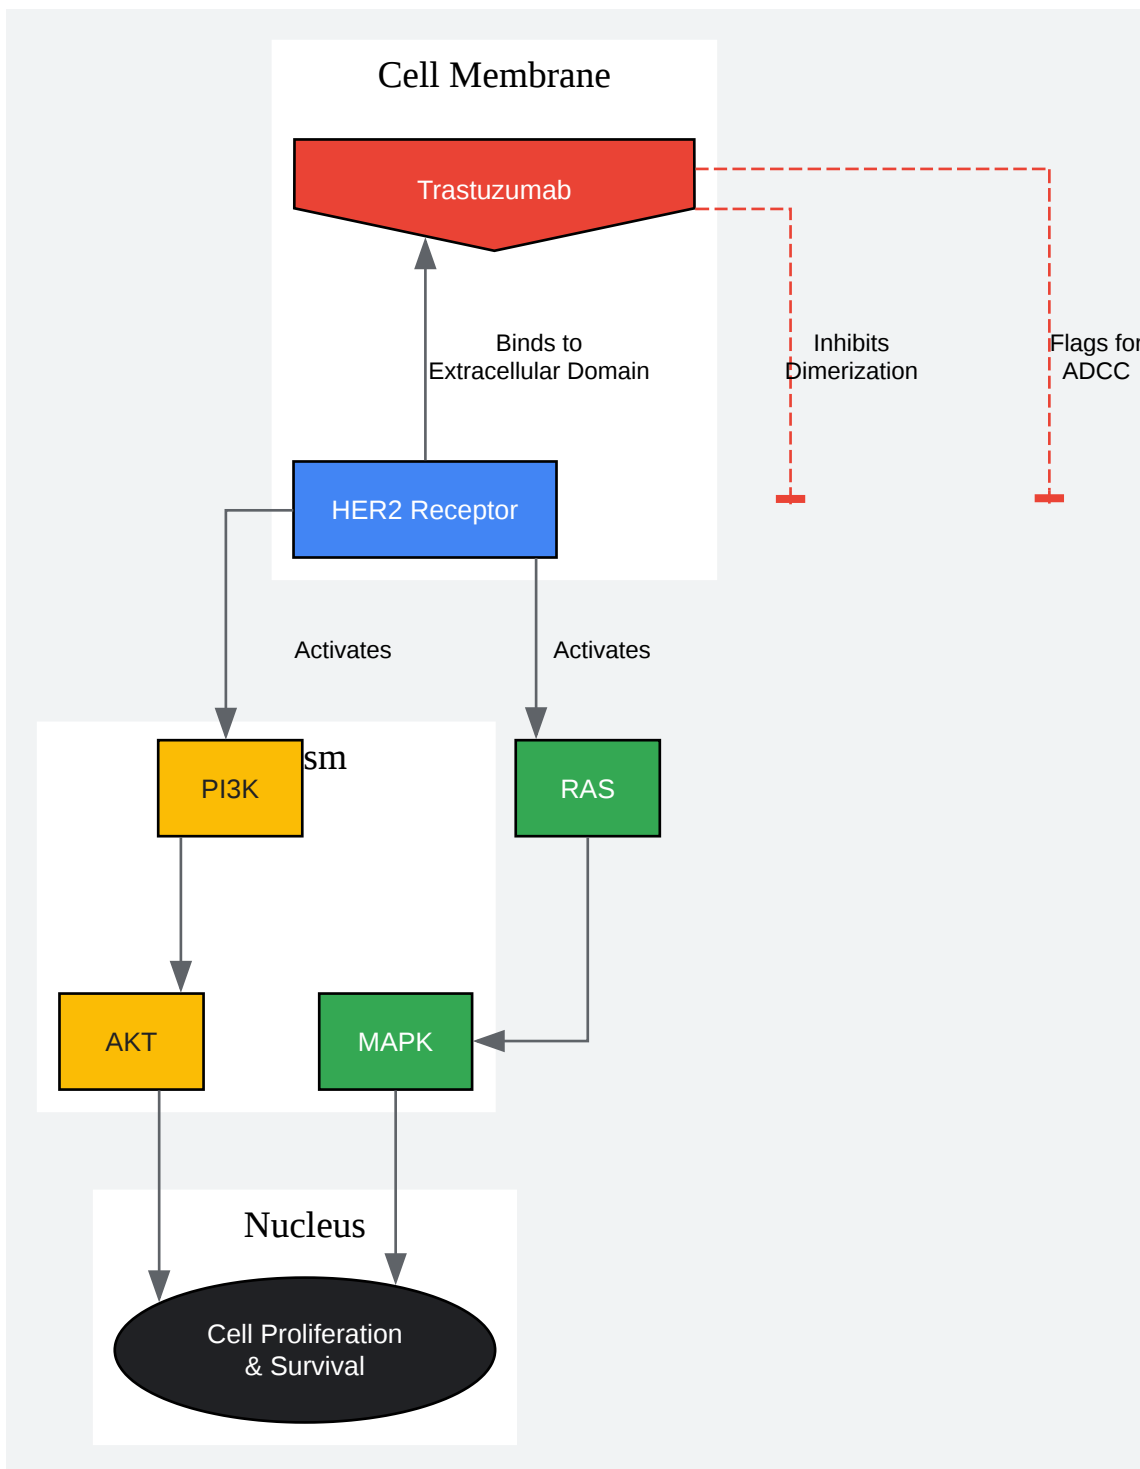 Cell Membrane
Trastuzumab
Binds to
Extracellular Domain
Inhibits
Dimerization
Flags for
ADCC
HER2 Receptor
Activates
Activates
sm
PI3K
RAS
AKT
MAPK
Nucleus
Cell Proliferation
& Survival